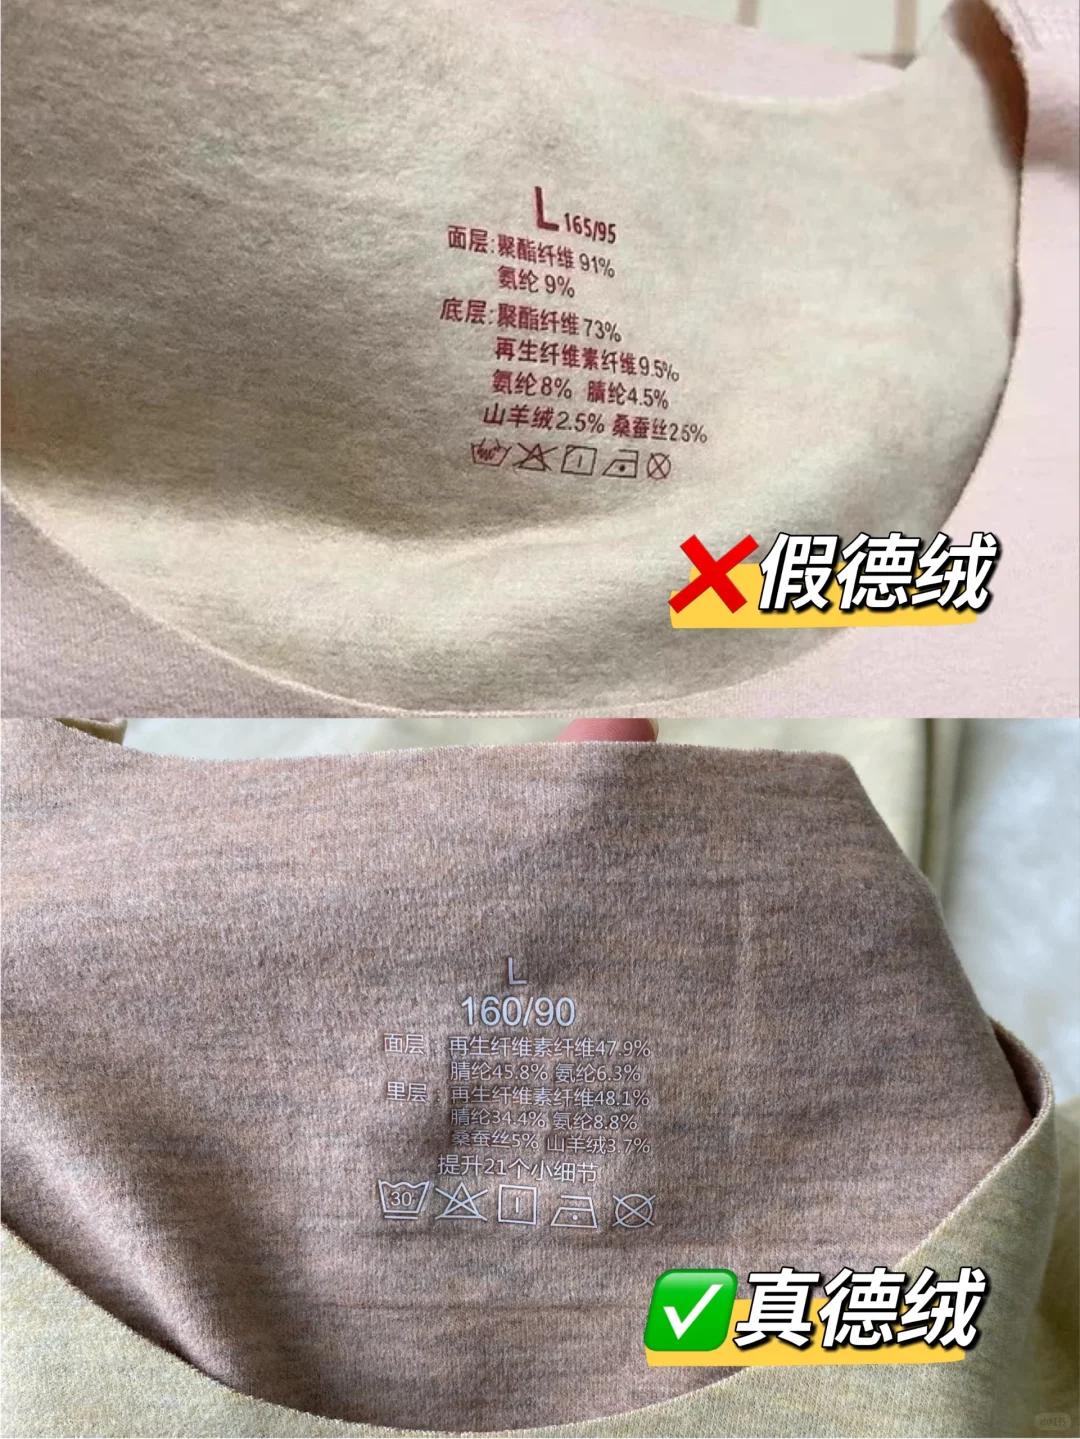 L 165/95
面层:聚酯纤维 91%
氨纶 9%
底层:聚酯纤维 73%
再生纤维素纤维 9.5%
氨纶 8% 腈纶 4.5%
山羊绒 2.5% 桑蚕丝 2.5%
❌假德绒
L
160/90
面层:再生纤维素纤维47.9%
腈纶45.8% 氨纶6.3%
里层:再生纤维素纤维48.1%
腈纶34.4% 氨纶8.8%
桑蚕丝5% 山羊绒3.7%
提升21个小细节
30
✅真德绒
小红书